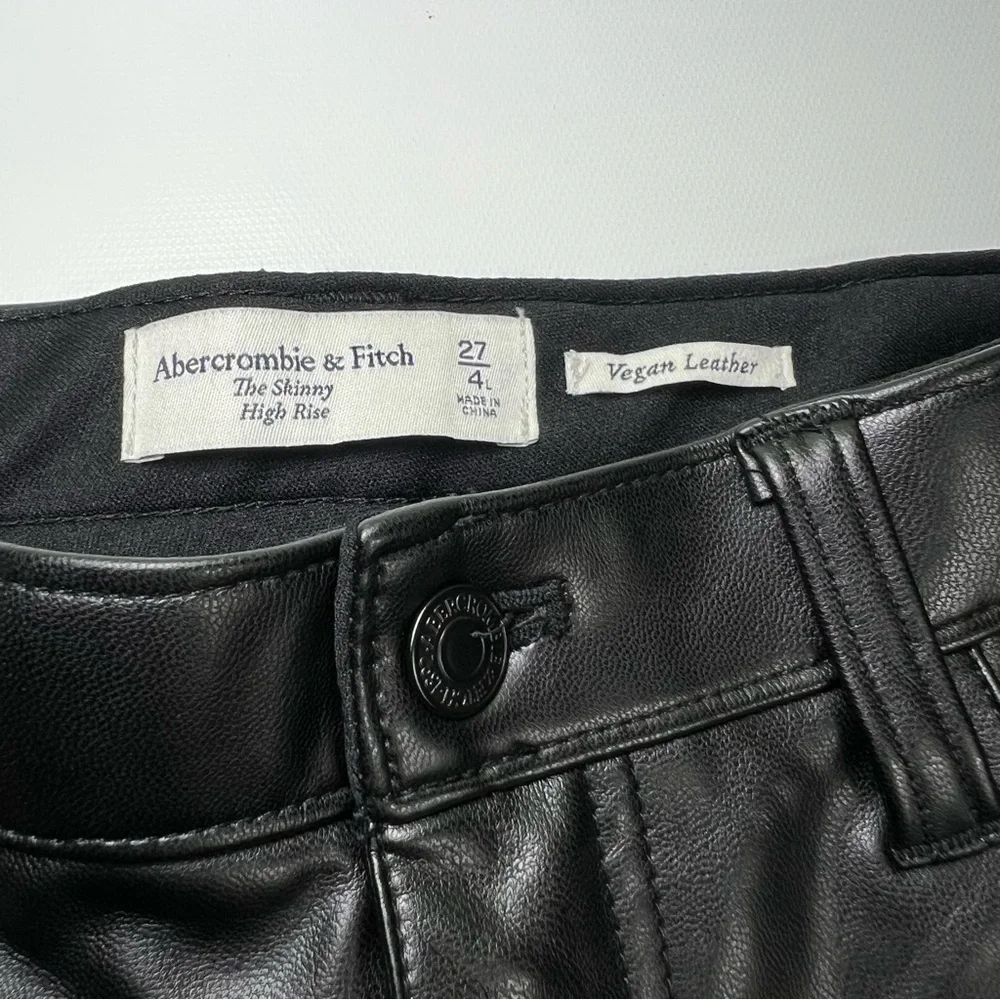 Abercrombie & Fitch
The Skinny
High Rise
27
4L
MADE IN
CHINA
Vegan Leather